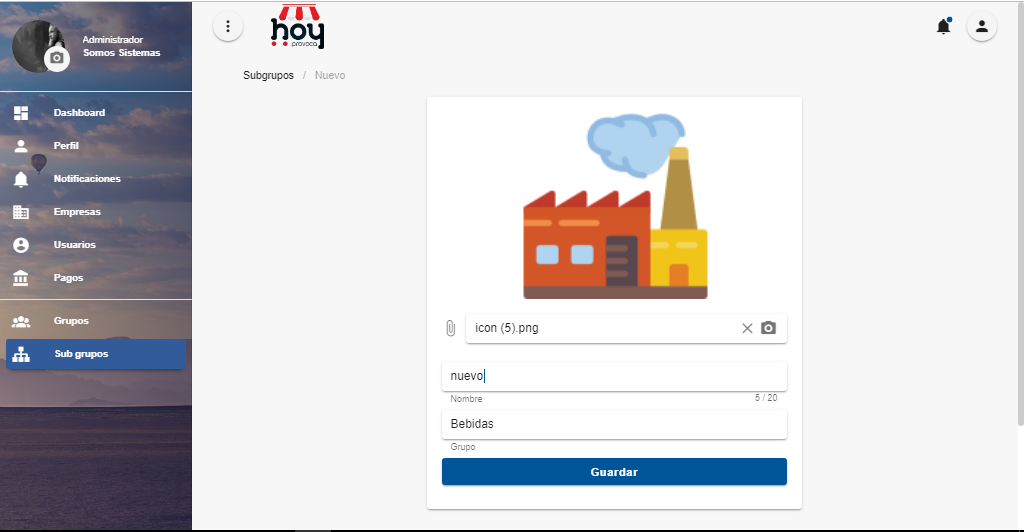 Administrador
Somos Sistemas
hoy
provoca
Subgrupos / Nuevo
Dashboard
Perfil
Notificaciones
Empresas
Usuarios
Pagos
Grupos
Sub grupos
icon (5).png
nuevo
Nombre 5 / 20
Bebidas
Grupo
Guardar